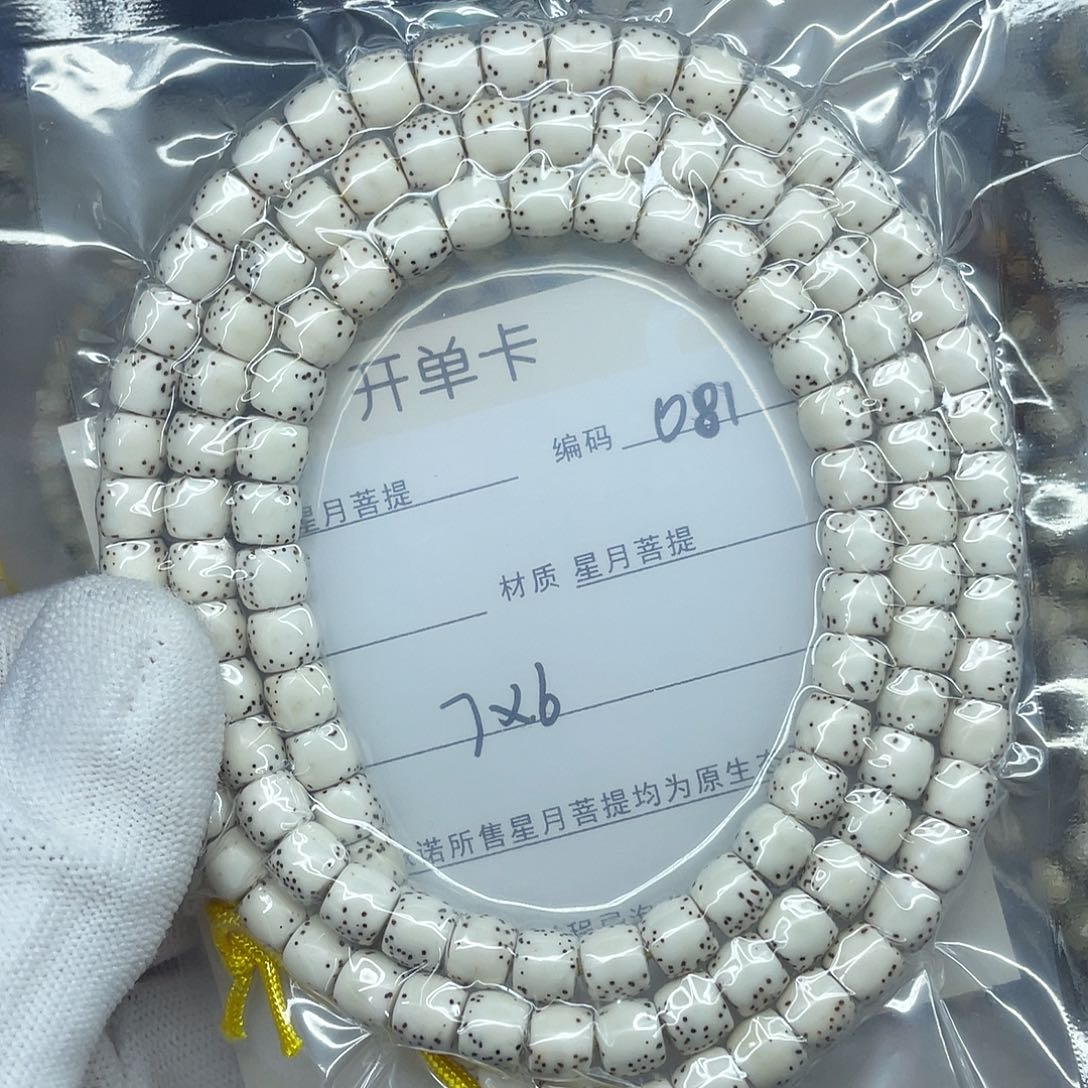 开单卡
编码 D81
星月菩提
材质 星月菩提
7x6
诺所售星月菩提均为原生